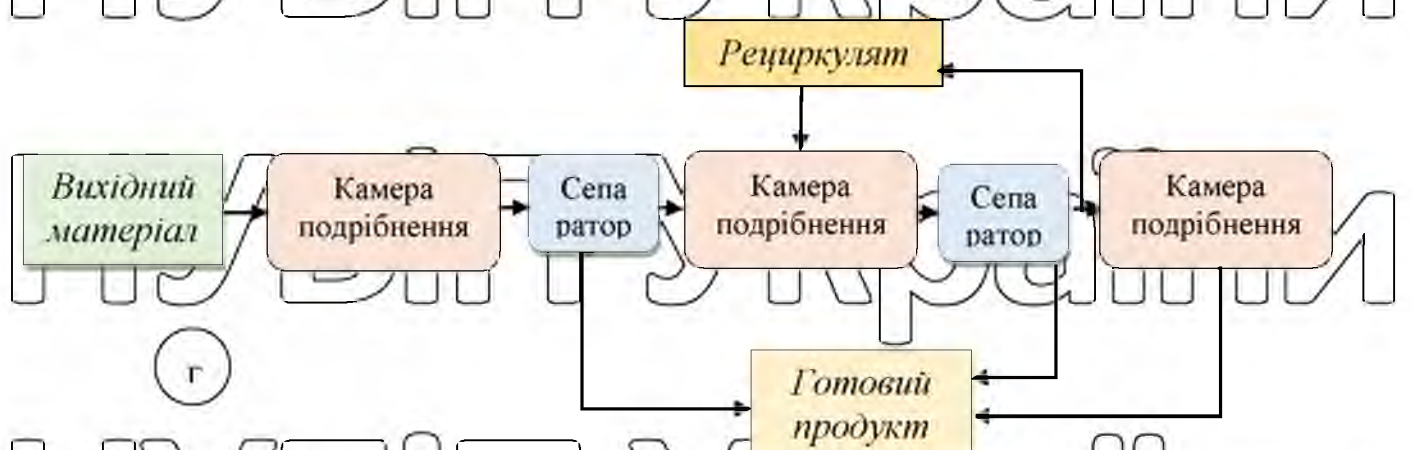 Рециркулят
Вихідний
матеріал
Камера
подрібнення
Сепа
ратор
Камера
подрібнення
Сепа
ратор
Камера
подрібнення
г
Готовий
продукт